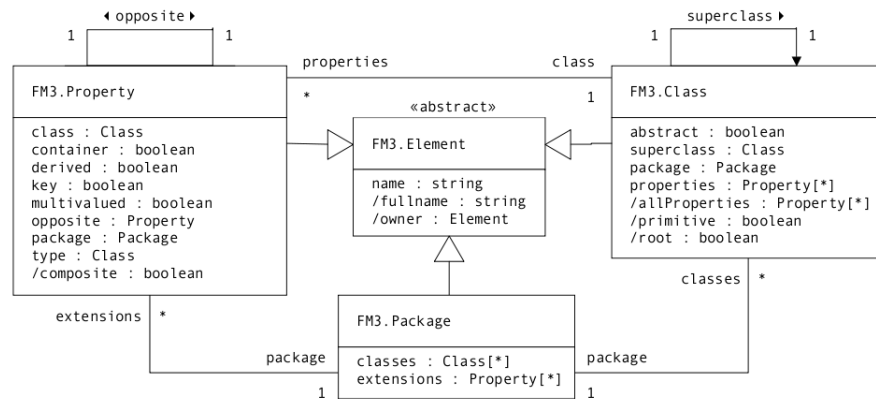 ◂ opposite ▸
1 1
superclass ▸
1 1
properties class
* 1
FM3.Property
class : Class
container : boolean
derived : boolean
key : boolean
multivalued : boolean
opposite : Property
package : Package
type : Class
/composite : boolean
«abstract»
FM3.Element
name : string
/fullname : string
/owner : Element
FM3.Class
abstract : boolean
superclass : Class
package : Package
properties : Property[*]
/allProperties : Property[*]
/primitive : boolean
/root : boolean
extensions *
classes *
FM3.Package
classes : Class[*]
extensions : Property[*]
package
1
package
1